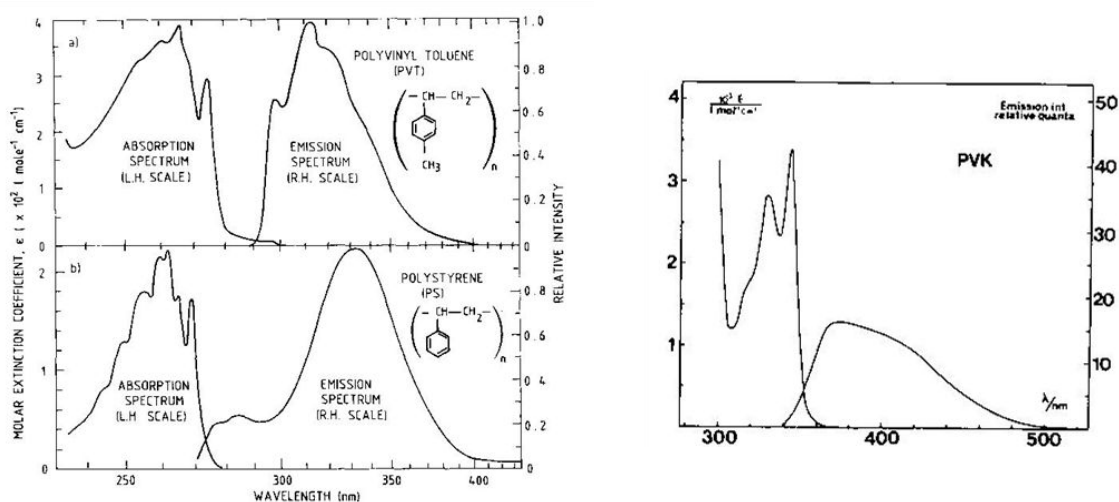 MOLAR EXTINCTION COEFFICIENT, ε ( x 10² ( mole⁻¹ cm⁻¹ )
4
3
2
1
0
a)
POLYVINYL TOLUENE
(PVT)
— CH — CH₂ —
CH₃
n
ABSORPTION
SPECTRUM
(L.H. SCALE)
EMISSION
SPECTRUM
(R.H. SCALE)
1.0
0.8
0.6
0.4
0.2
0
RELATIVE INTENSITY
2
1
0
b)
POLYSTYRENE
(PS)
— CH — CH₂ —
n
ABSORPTION
SPECTRUM
(L.H. SCALE)
EMISSION
SPECTRUM
(R.H. SCALE)
0.8
0.6
0.4
0.2
0
250
300
350
400
WAVELENGTH (nm)
4
3
2
1
Emission int
relative quanta
PVK
50
40
30
20
10
λ/nm
300
400
500